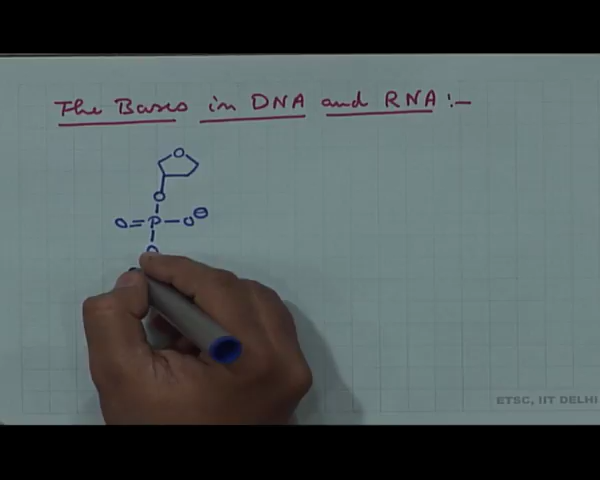 The Bases in DNA and RNA :-
O
O
O=P-O⊖
O
ETSC, IIT DELHI